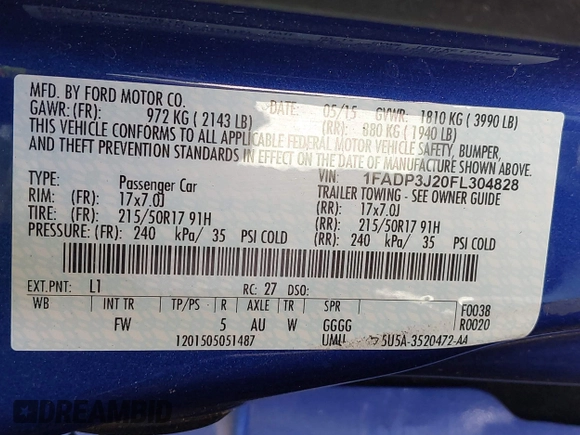 MFD. BY FORD MOTOR CO. DATE: 05/15 GVWR: 1810 KG ( 3990 LB)
GAWR: (FR): 972 KG ( 2143 LB) (RR): 880 KG ( 1940 LB)
THIS VEHICLE CONFORMS TO ALL APPLICABLE FEDERAL MOTOR VEHICLE SAFETY, BUMPER,
AND THEFT PREVENTION STANDARDS IN EFFECT ON THE DATE OF MANUFACTURE SHOWN ABOVE.
VIN: 1FADP3J20FL304828
TYPE: Passenger Car TRAILER TOWING - SEE OWNER GUIDE
RIM: (FR): 17x7.0J (RR): 17x7.0J
TIRE: (FR): 215/50R17 91H (RR): 215/50R17 91H
PRESSURE: (FR): 240 kPa/ 35 PSI COLD (RR): 240 kPa/ 35 PSI COLD
EXT.PNT: L1 RC: 27 DSO:
WB INT TR TP/PS R AXLE TR SPR F0038
FW 5 AU W GGGG R0020
1201505051487 5U5A-3520472-AA
DREAMBID